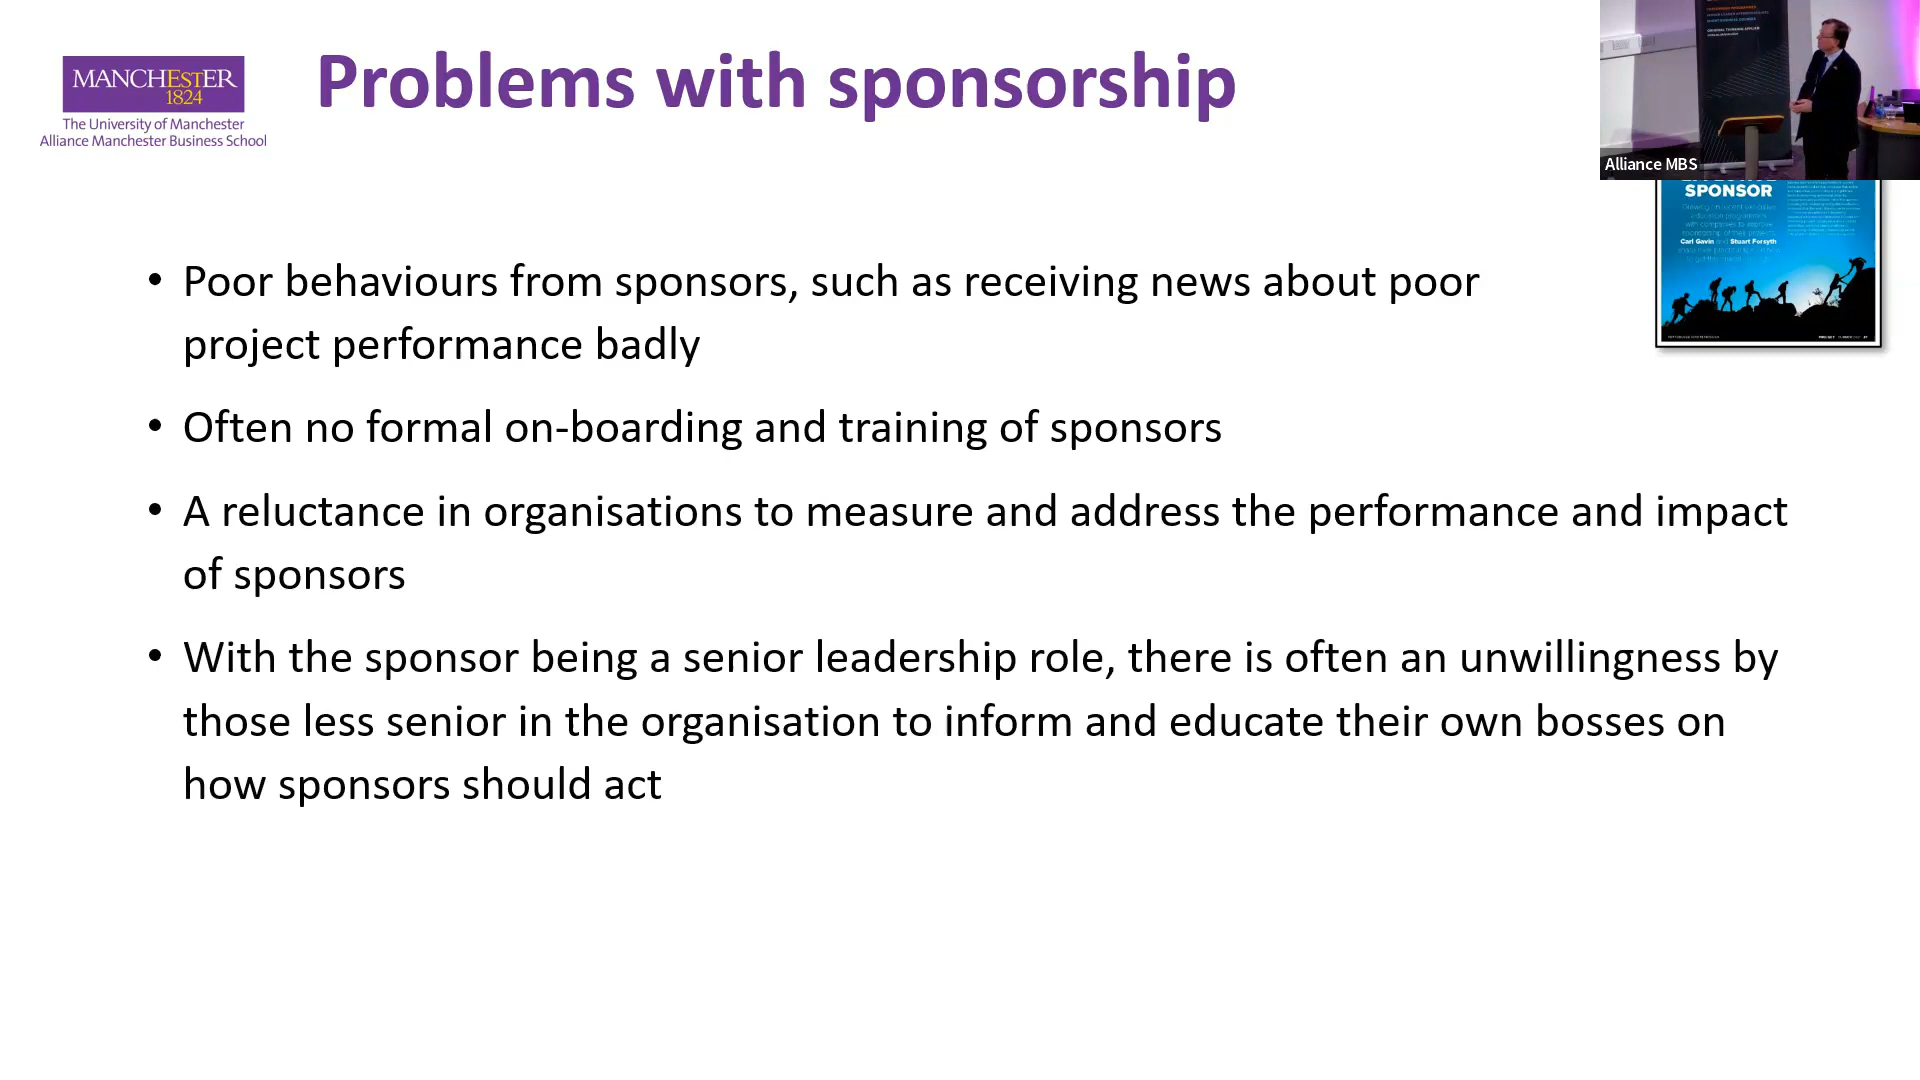 MANCHESTER
1824
The University of Manchester
Alliance Manchester Business School
Problems with sponsorship
Alliance MBS
SPONSOR
Carl Gavin and Stuart Forsyth
• Poor behaviours from sponsors, such as receiving news about poor
project performance badly
• Often no formal on-boarding and training of sponsors
• A reluctance in organisations to measure and address the performance and impact
of sponsors
• With the sponsor being a senior leadership role, there is often an unwillingness by
those less senior in the organisation to inform and educate their own bosses on
how sponsors should act